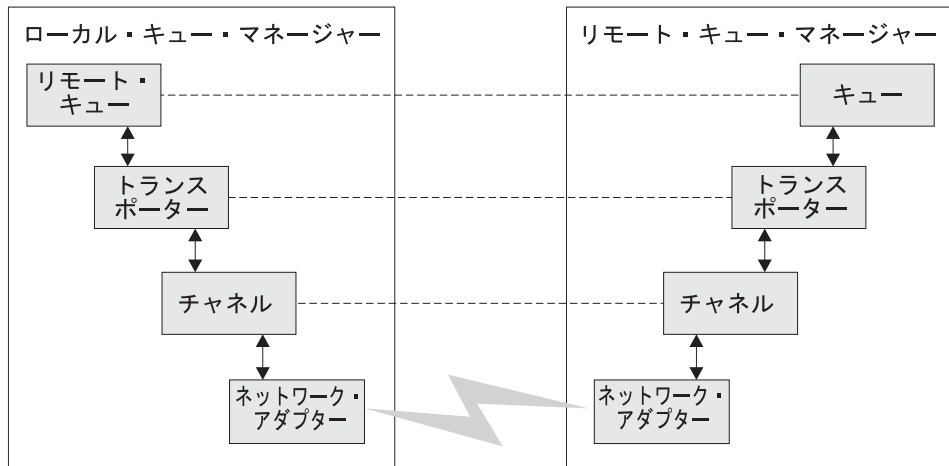 ローカル・キュー・マネージャー
リモート・
キュー
トランス
ポーター
チャネル
ネットワーク・
アダプター
リモート・キュー・マネージャー
キュー
トランス
ポーター
チャネル
ネットワーク・
アダプター